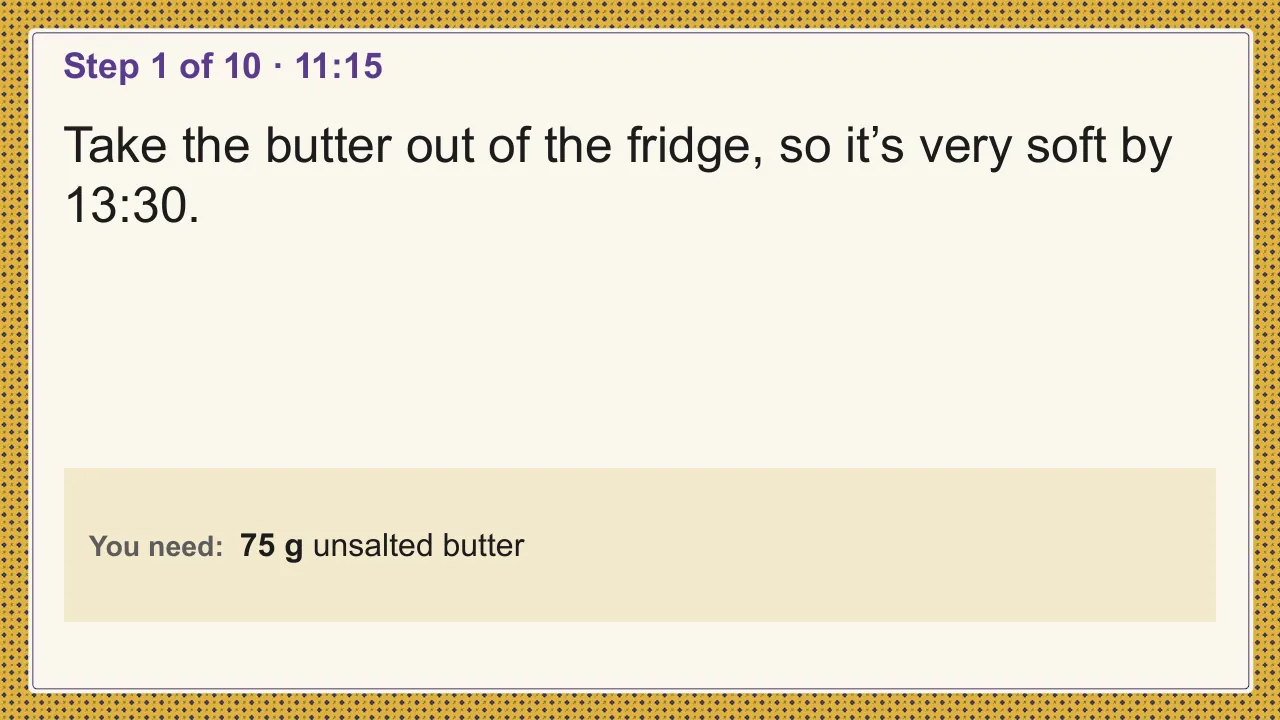 Step 1 of 10 · 11:15
Take the butter out of the fridge, so it’s very soft by
13:30.
You need: 75 g unsalted butter